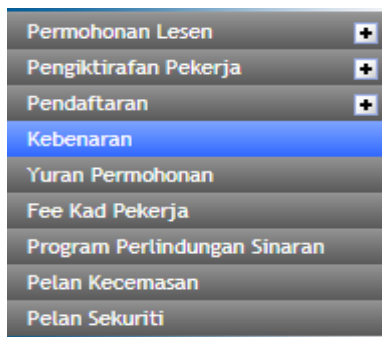 Permohonan Lesen
Pengiktirafan Pekerja
Pendaftaran
Kebenaran
Yuran Permohonan
Fee Kad Pekerja
Program Perlindungan Sinaran
Pelan Kecemasan
Pelan Sekuriti